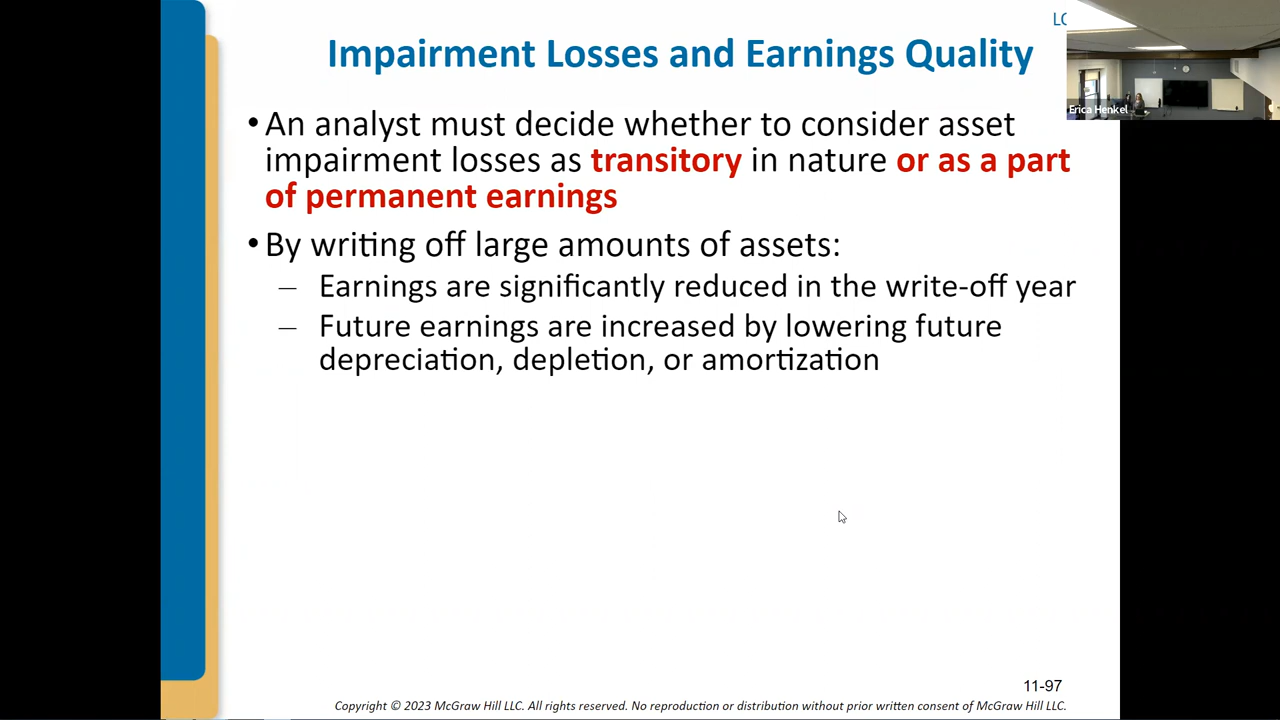 LO
Impairment Losses and Earnings Quality
Erica Henkel
• An analyst must decide whether to consider asset
impairment losses as transitory in nature or as a part
of permanent earnings
• By writing off large amounts of assets:
– Earnings are significantly reduced in the write-off year
– Future earnings are increased by lowering future
depreciation, depletion, or amortization
11-97
Copyright © 2023 McGraw Hill LLC. All rights reserved. No reproduction or distribution without prior written consent of McGraw Hill LLC.